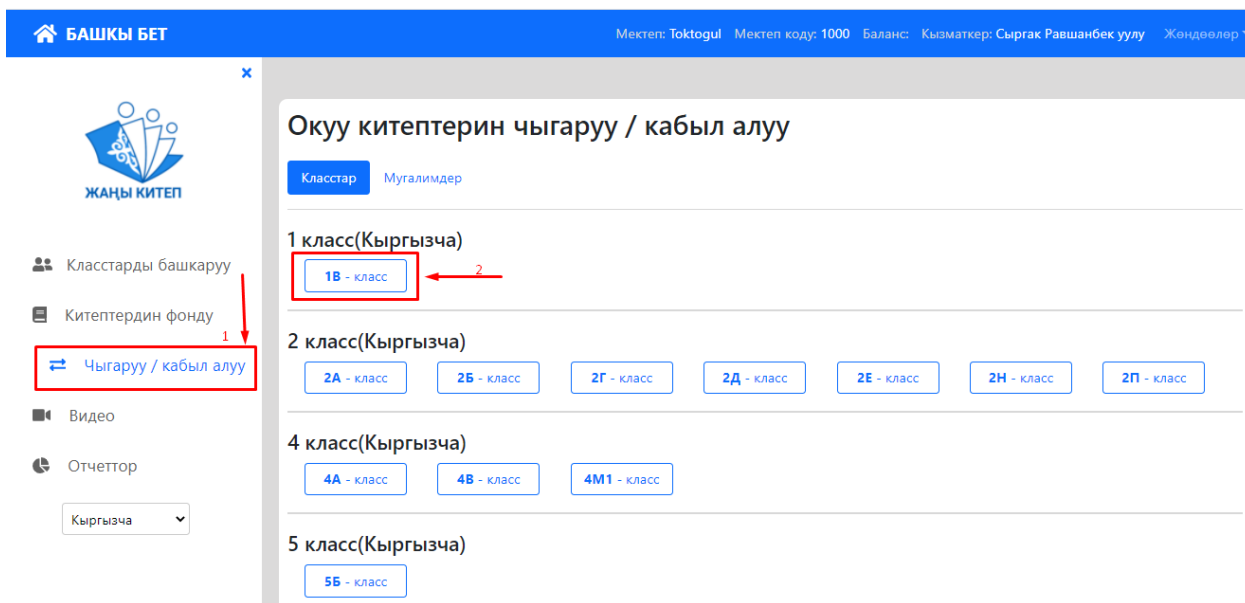 БАШКЫ БЕТ
Мектеп: Toktogul Мектеп коду: 1000 Баланс: Кызматкер: Сыргак Равшанбек уулу Жөндөөлөр
ЖАҢЫ КИТЕП
Класстарды башкаруу
Китептердин фонду
1
Чыгаруу / кабыл алуу
Видео
Отчеттор
Кыргызча
Окуу китептерин чыгаруу / кабыл алуу
Класстар Мугалимдер
1 класс(Кыргызча)
1В - класс
2
2 класс(Кыргызча)
2А - класс 2Б - класс 2Г - класс 2Д - класс 2Е - класс 2Н - класс 2П - класс
4 класс(Кыргызча)
4А - класс 4В - класс 4М1 - класс
5 класс(Кыргызча)
5Б - класс